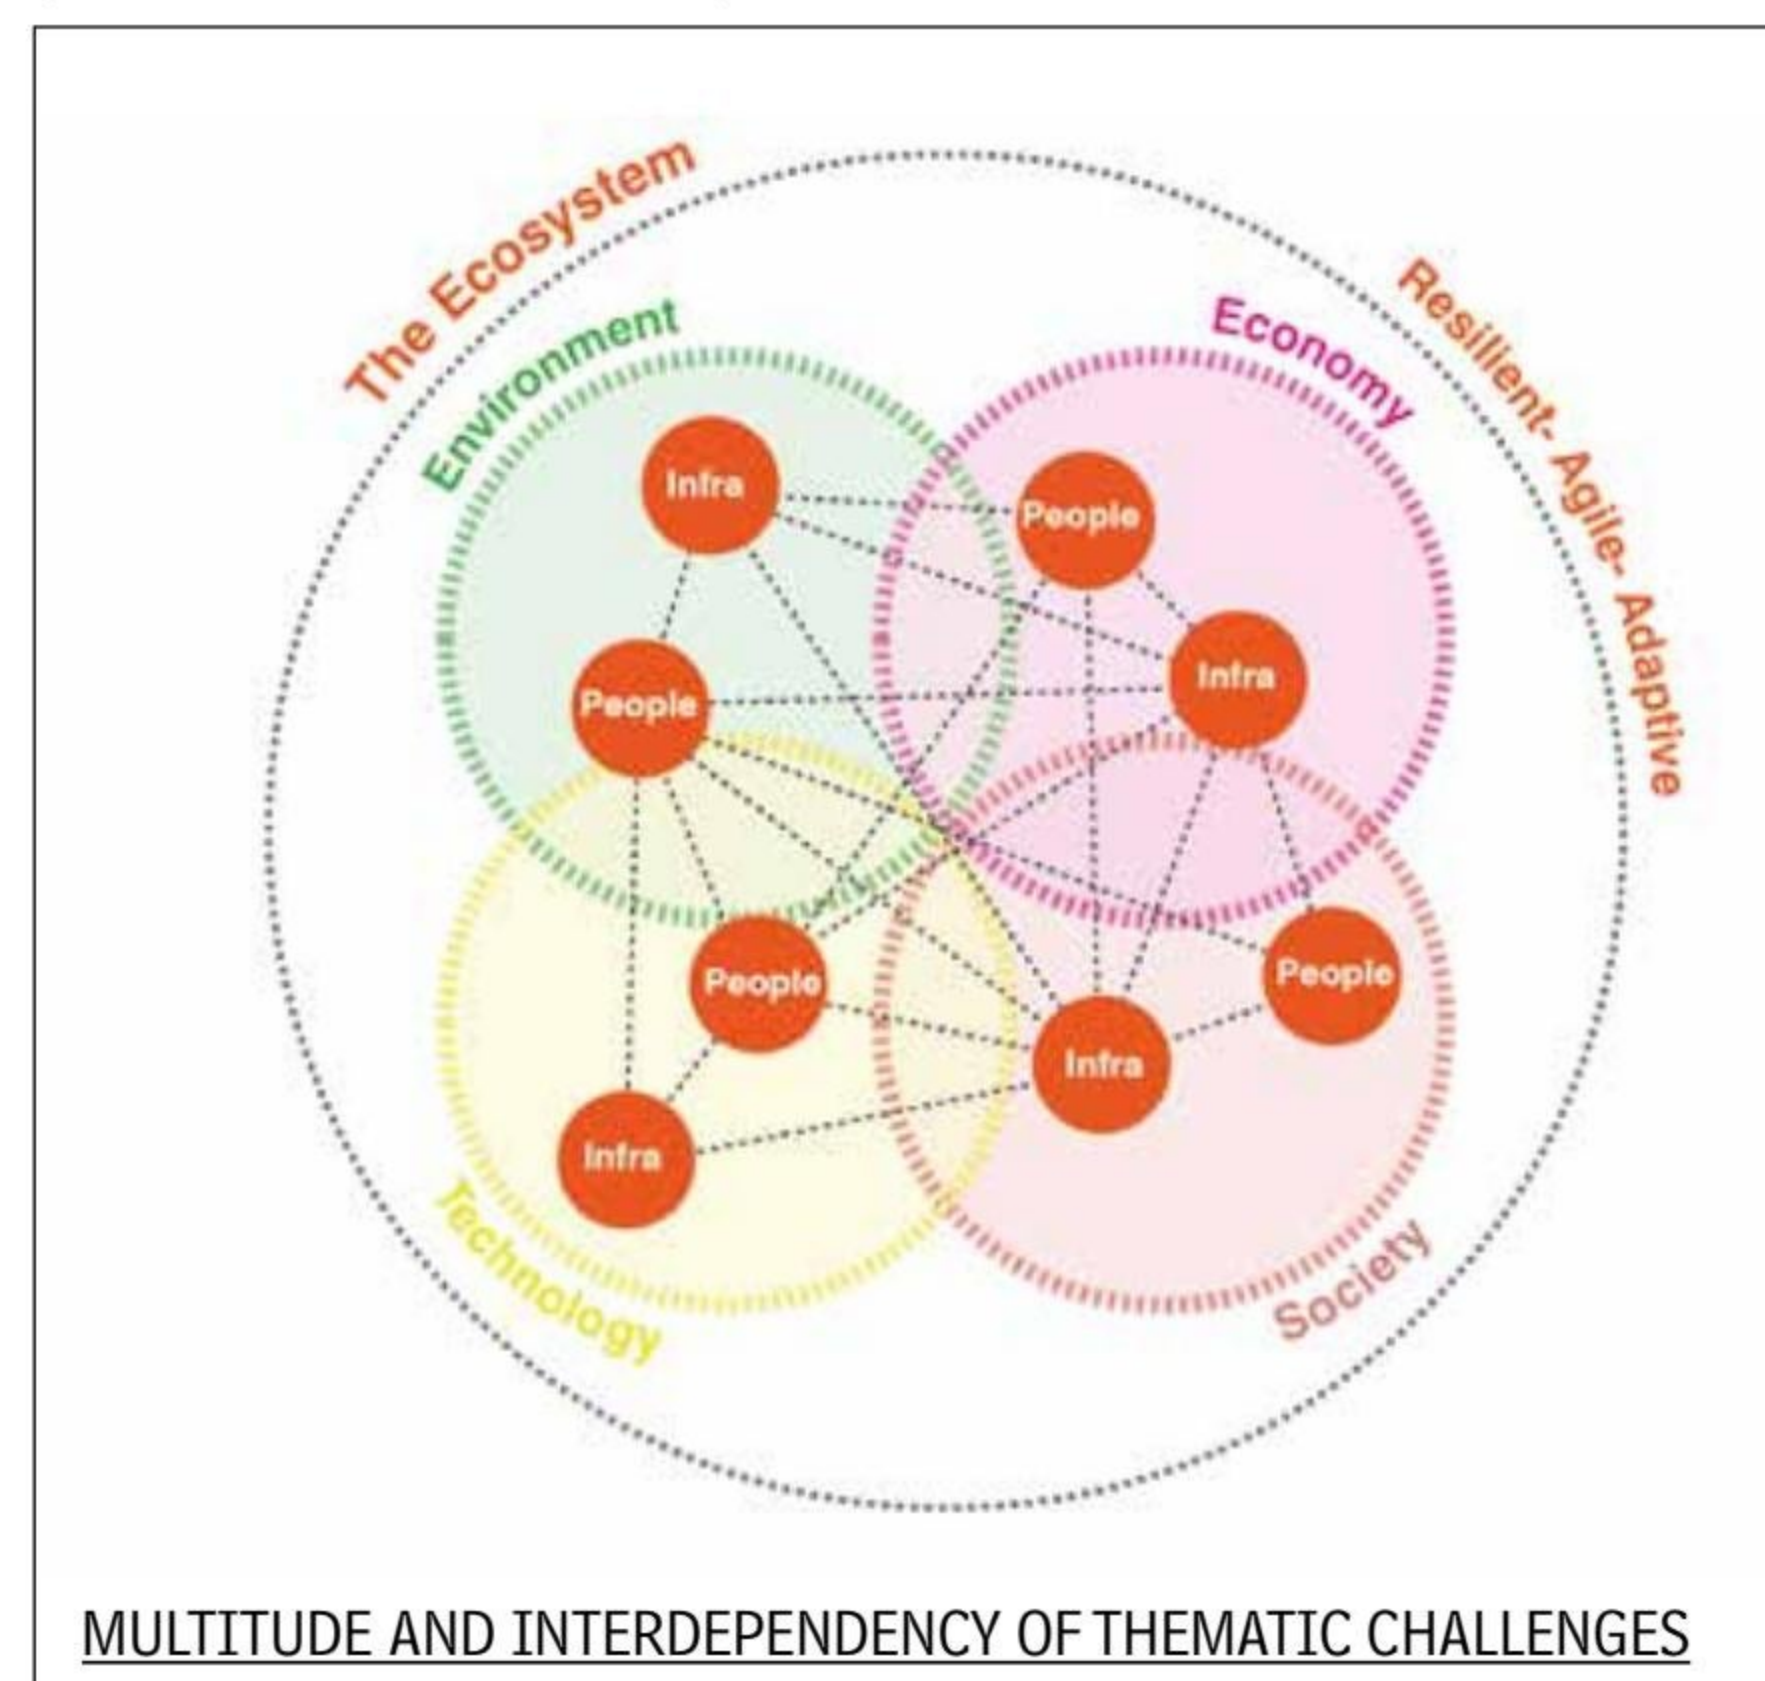 The Ecosystem
Resilient- Agile- Adaptive
Environment
Economy
Infra
People
People
Infra
People
People
Infra
Infra
Technology
Society
MULTITUDE AND INTERDEPENDENCY OF THEMATIC CHALLENGES